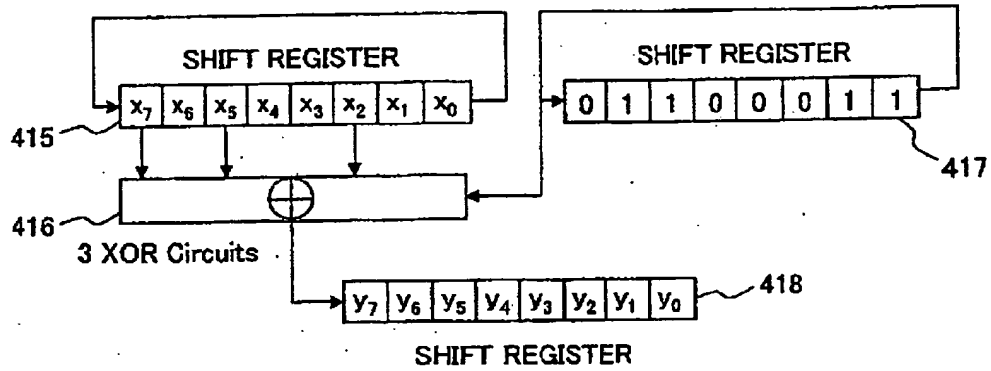 SHIFT REGISTER
SHIFT REGISTER
x₇ x₆ x₅ x₄ x₃ x₂ x₁ x₀
0 1 1 0 0 0 1 1
415
417
416
3 XOR Circuits
y₇ y₆ y₅ y₄ y₃ y₂ y₁ y₀
418
SHIFT REGISTER